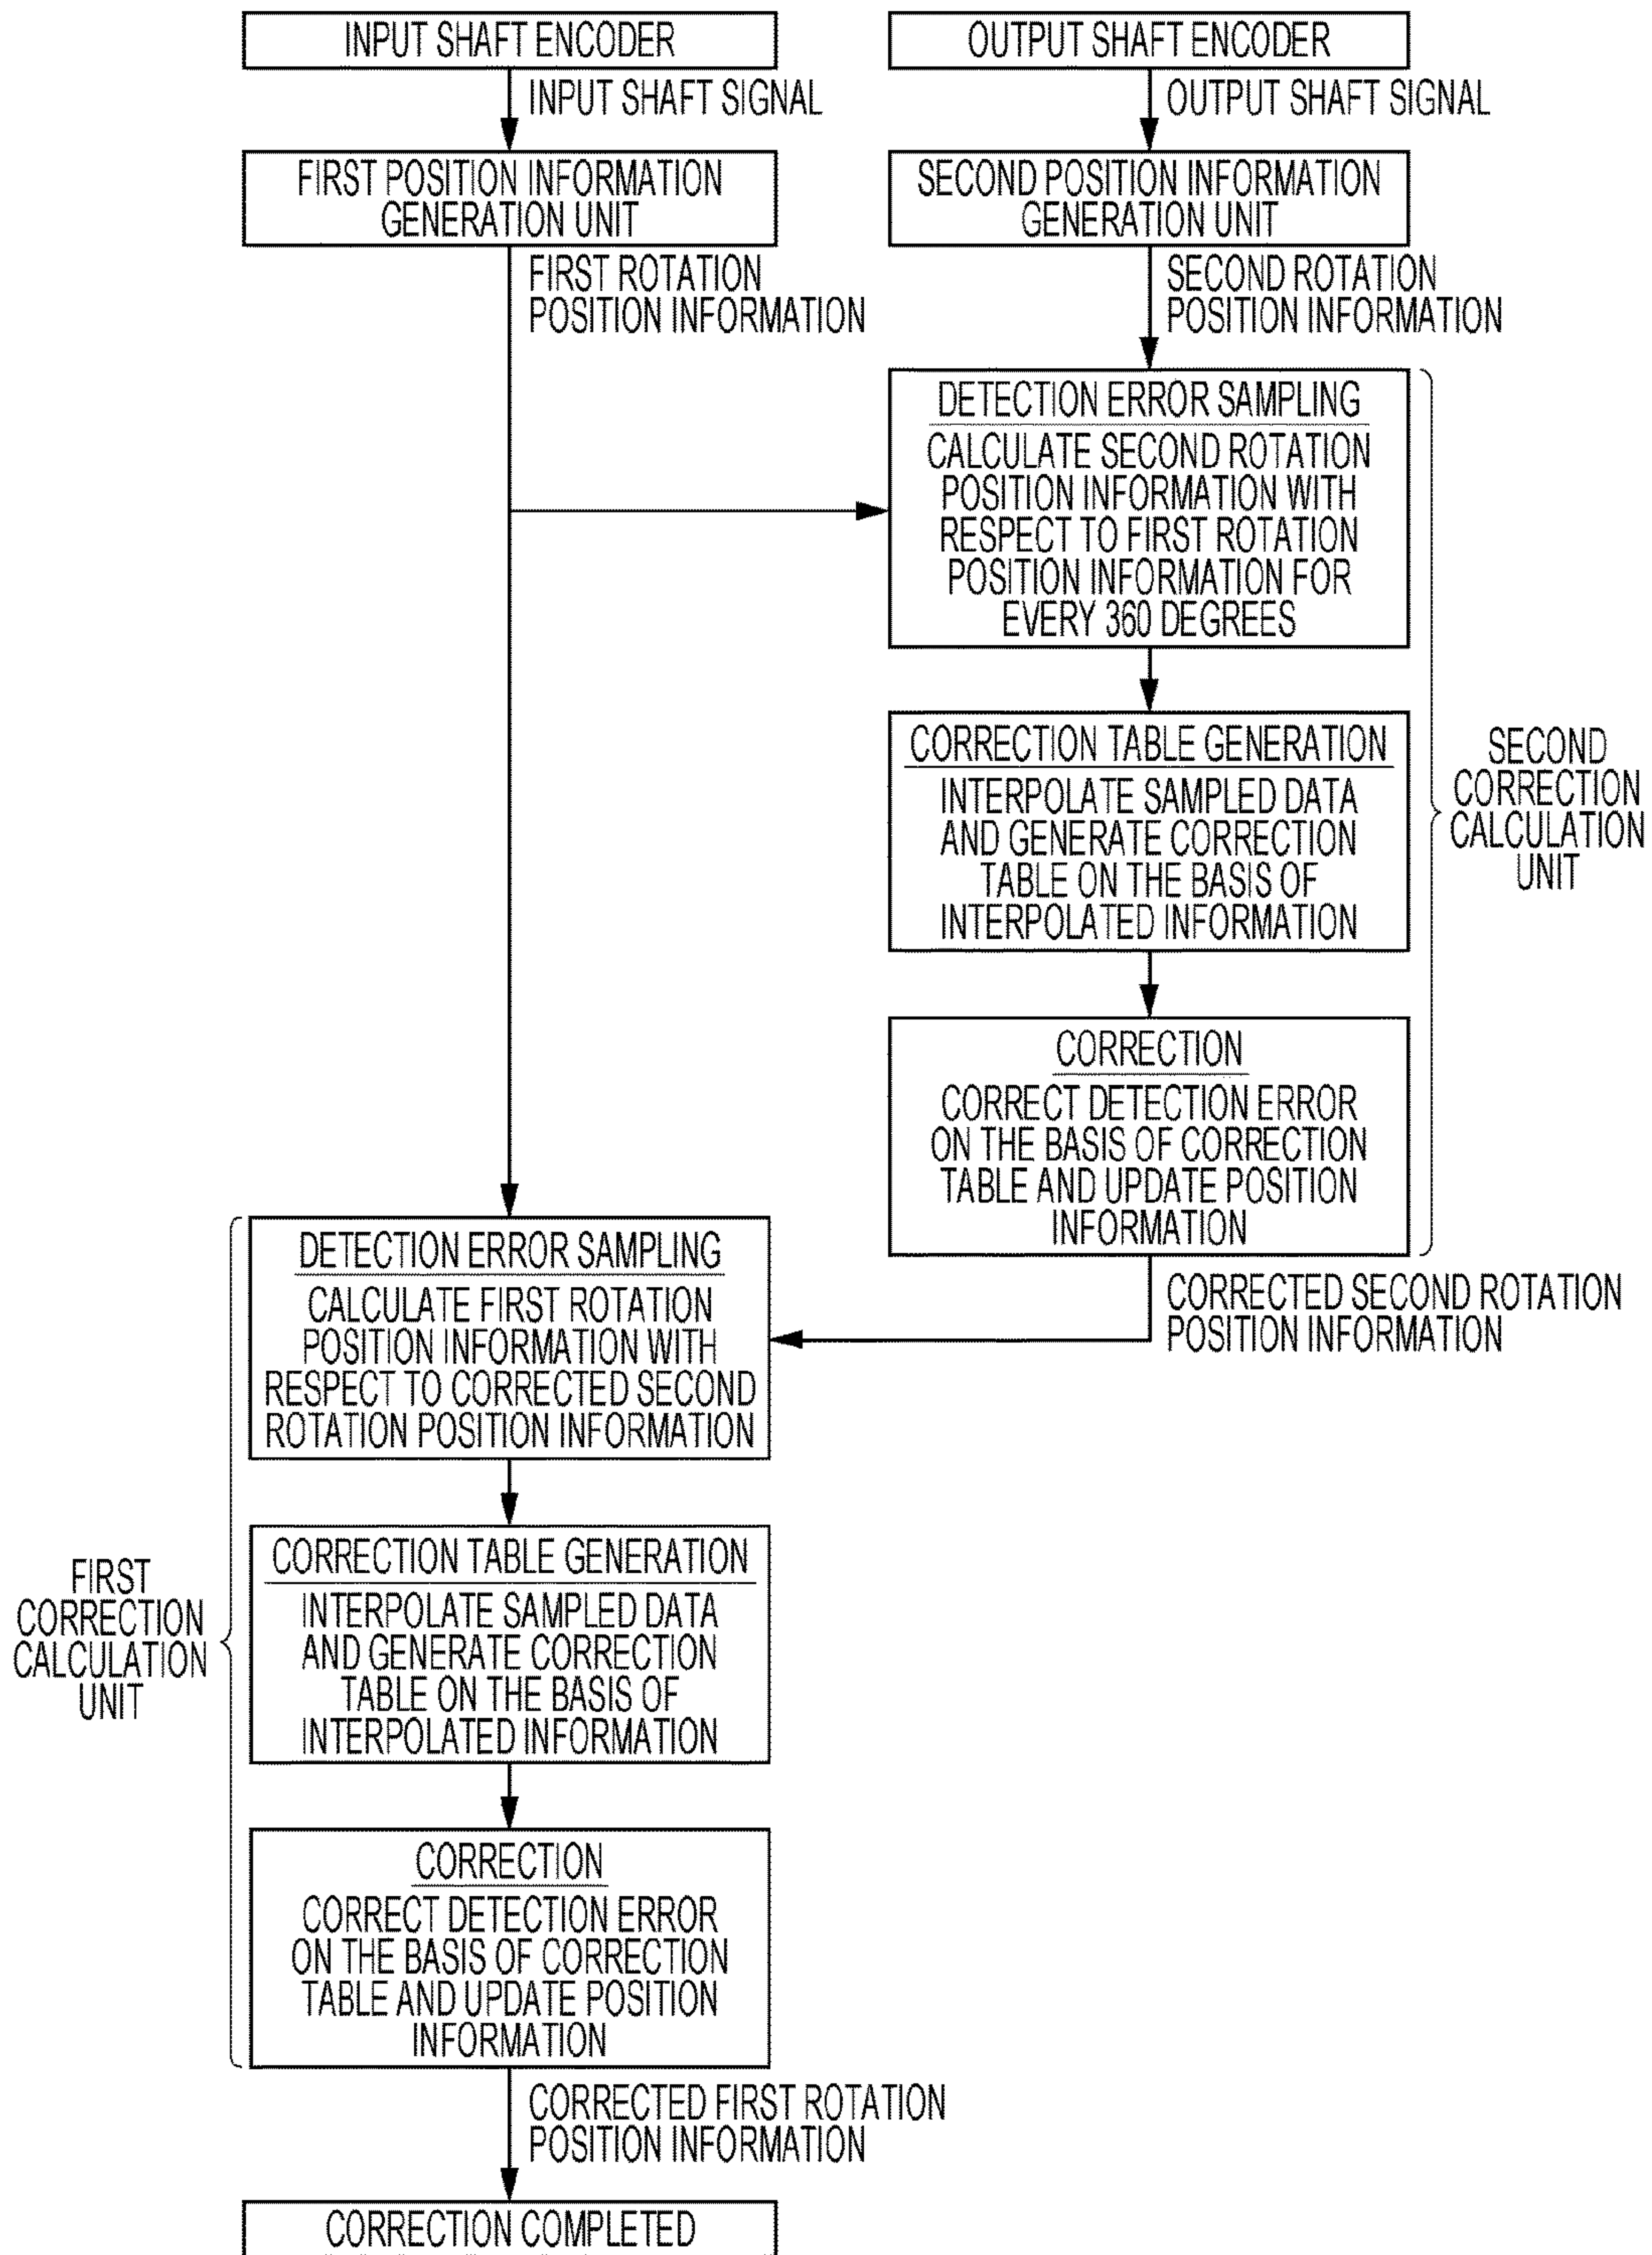 INPUT SHAFT ENCODER
OUTPUT SHAFT ENCODER
INPUT SHAFT SIGNAL
OUTPUT SHAFT SIGNAL
FIRST POSITION INFORMATION
GENERATION UNIT
SECOND POSITION INFORMATION
GENERATION UNIT
FIRST ROTATION
POSITION INFORMATION
SECOND ROTATION
POSITION INFORMATION
DETECTION ERROR SAMPLING
CALCULATE SECOND ROTATION
POSITION INFORMATION WITH
RESPECT TO FIRST ROTATION
POSITION INFORMATION FOR
EVERY 360 DEGREES
CORRECTION TABLE GENERATION
INTERPOLATE SAMPLED DATA
AND GENERATE CORRECTION
TABLE ON THE BASIS OF
INTERPOLATED INFORMATION
SECOND
CORRECTION
CALCULATION
UNIT
CORRECTION
CORRECT DETECTION ERROR
ON THE BASIS OF CORRECTION
TABLE AND UPDATE POSITION
INFORMATION
CORRECTED SECOND ROTATION
POSITION INFORMATION
DETECTION ERROR SAMPLING
CALCULATE FIRST ROTATION
POSITION INFORMATION WITH
RESPECT TO CORRECTED SECOND
ROTATION POSITION INFORMATION
FIRST
CORRECTION
CALCULATION
UNIT
CORRECTION TABLE GENERATION
INTERPOLATE SAMPLED DATA
AND GENERATE CORRECTION
TABLE ON THE BASIS OF
INTERPOLATED INFORMATION
CORRECTION
CORRECT DETECTION ERROR
ON THE BASIS OF CORRECTION
TABLE AND UPDATE POSITION
INFORMATION
CORRECTED FIRST ROTATION
POSITION INFORMATION
CORRECTION COMPLETED